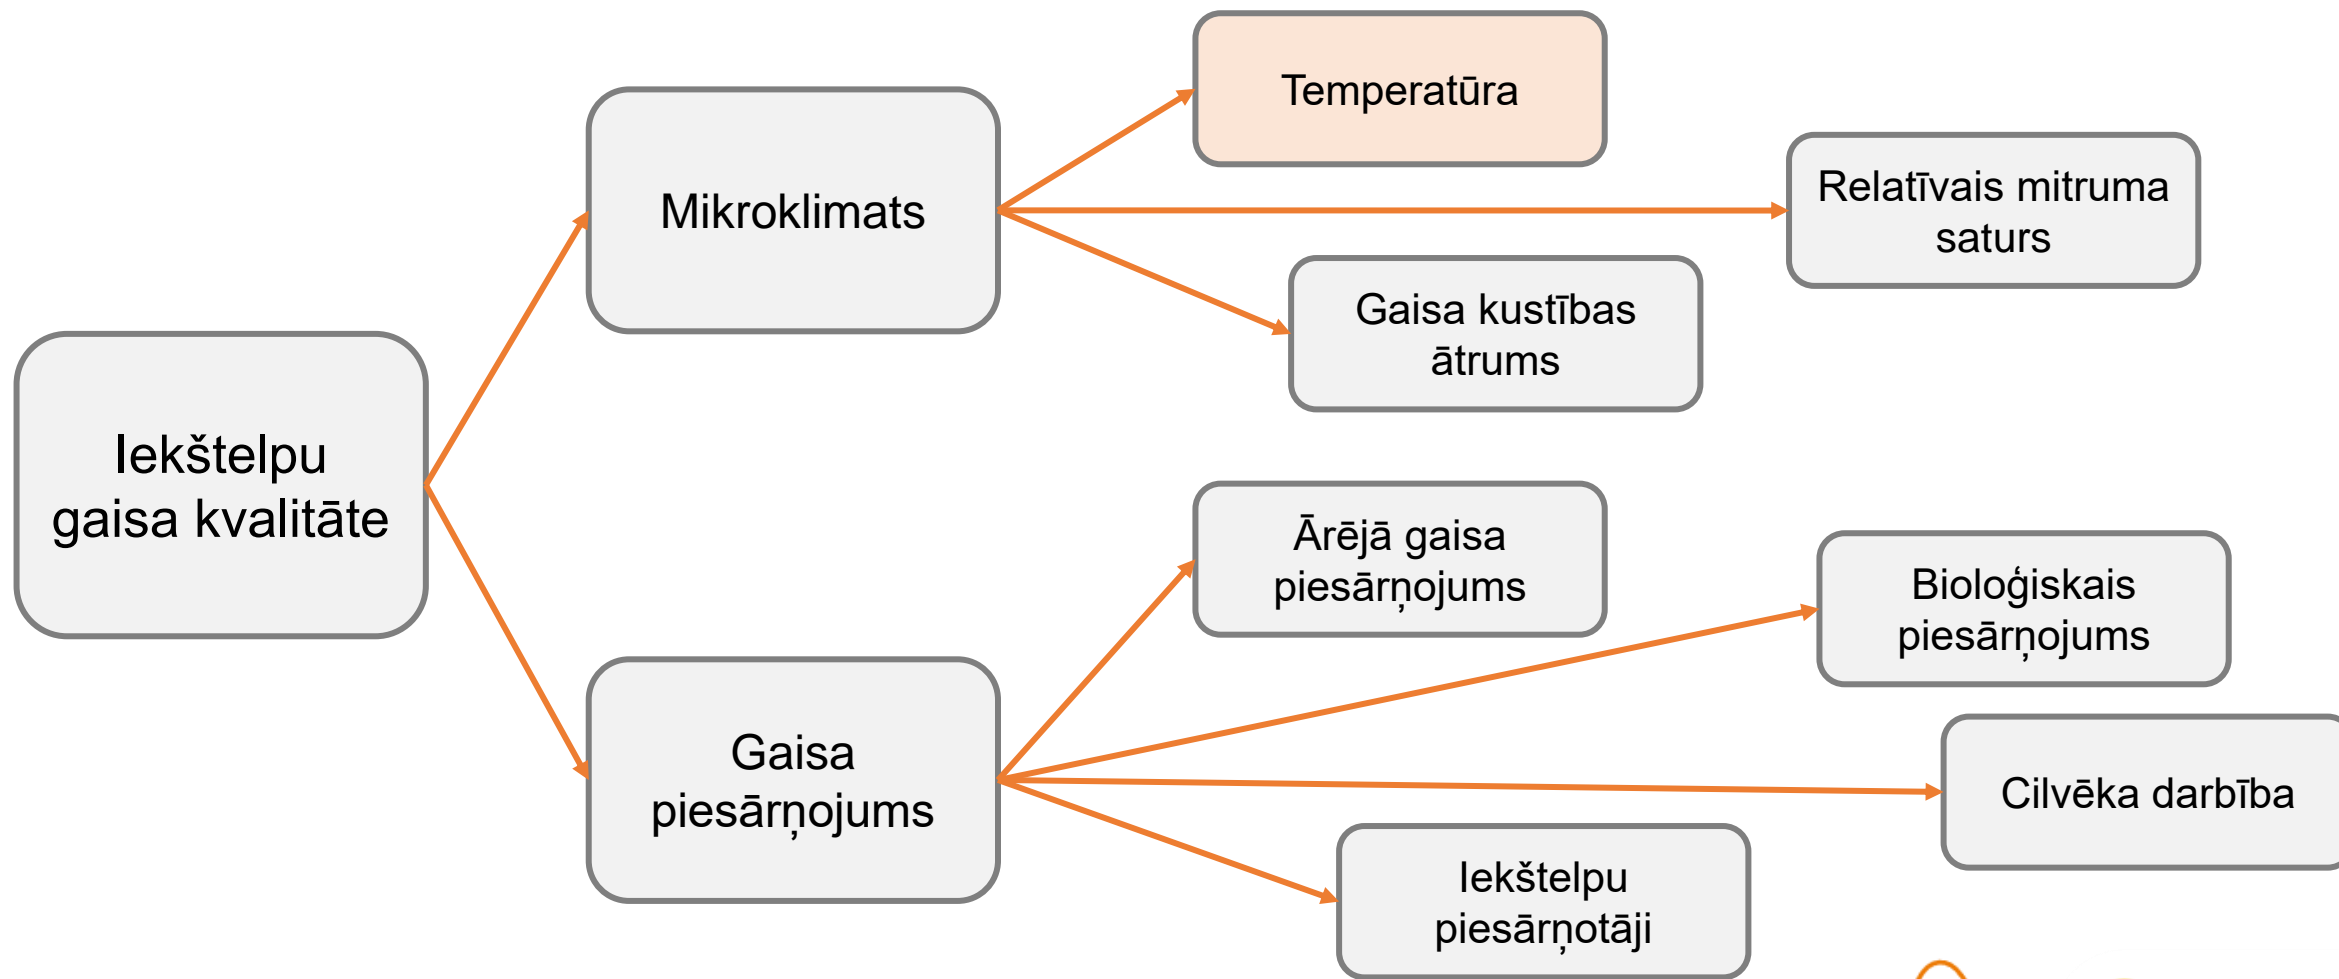 Temperatūra
Mikroklimats
Relatīvais mitruma
saturs
Gaisa kustības
ātrums
Iekštelpu
gaisa kvalitāte
Ārējā gaisa
piesārņojums
Bioloģiskais
piesārņojums
Gaisa
piesārņojums
Cilvēka darbība
Iekštelpu
piesārņotāji